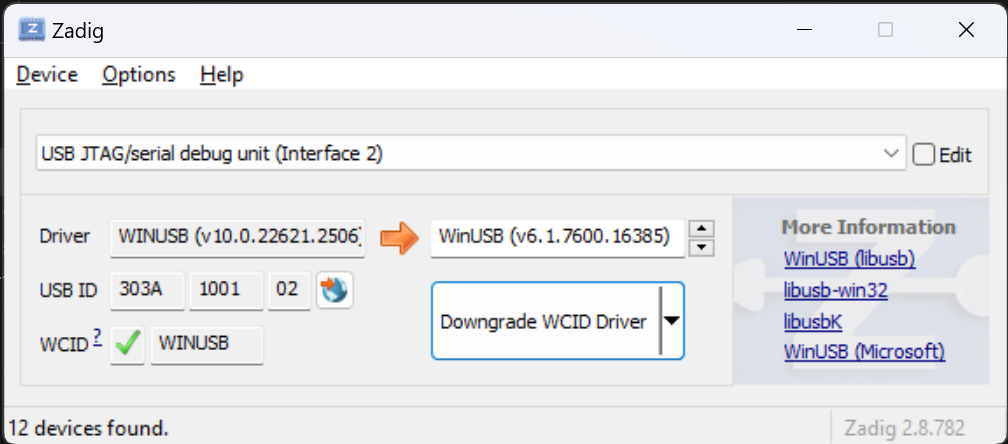 Zadig
Device Options Help
USB JTAG/serial debug unit (Interface 2)
Edit
Driver WINUSB (v10.0.22621.2506) WinUSB (v6.1.7600.16385)
USB ID 303A 1001 02
WCID ? WINUSB
Downgrade WCID Driver
More Information
WinUSB (libusb)
libusb-win32
libusbK
WinUSB (Microsoft)
12 devices found.
Zadig 2.8.782